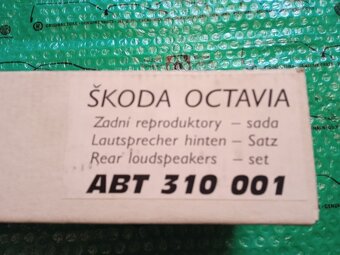 ŠKODA OCTAVIA
Zadní reproduktory – sada
Lautsprecher hinten – Satz
Rear loudspeakers – set
ABT 310 001